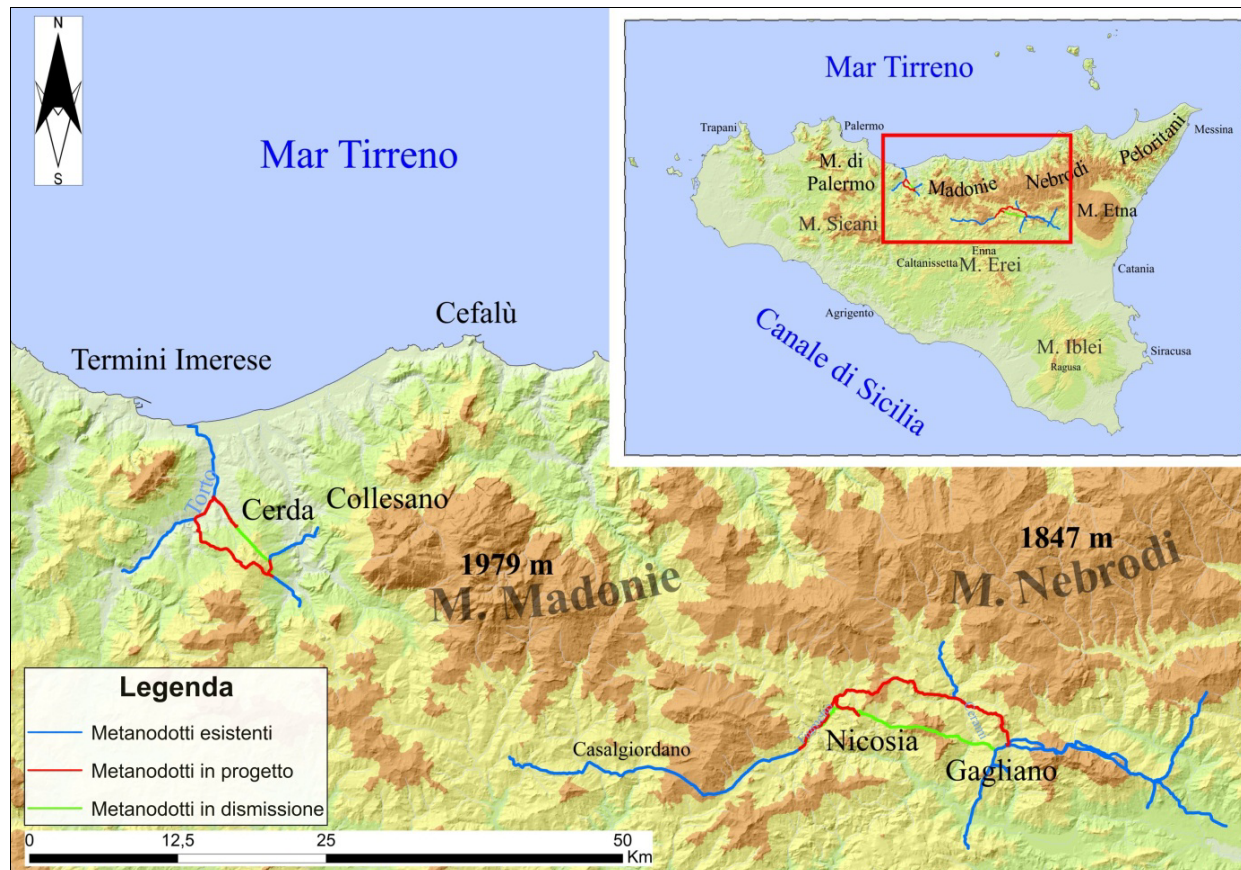 N
S
Mar Tirreno
Cefalù
Termini Imerese
Torto
Cerda
Collesano
1979 m
M. Madonie
1847 m
M. Nebrodi
Casalgiordano
Nicosia
Gagliano
Legenda
Metanodotti esistenti
Metanodotti in progetto
Metanodotti in dismissione
0
12,5
25
50
Km
Mar Tirreno
Trapani
Palermo
Messina
M. di
Palermo
Madonie
Nebrodi
Peloritani
M. Sicani
M. Etna
Enna
Caltanissetta
M. Erei
Catania
Agrigento
Canale di Sicilia
M. Iblei
Ragusa
Siracusa